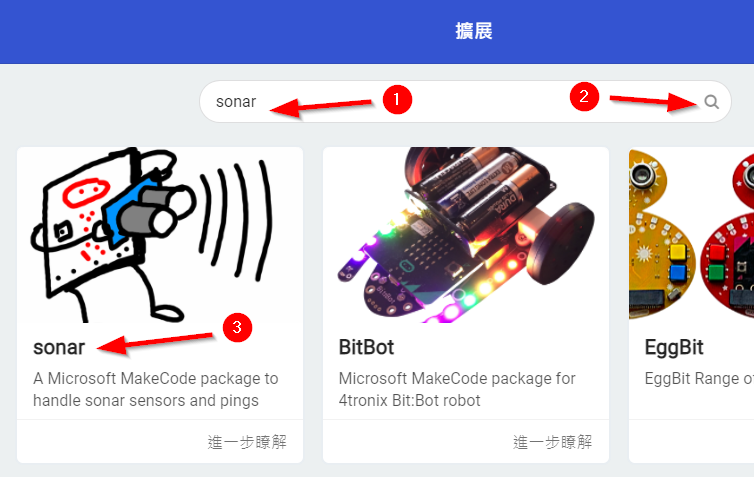 擴展
sonar
1
2
3
sonar
A Microsoft MakeCode package to
handle sonar sensors and pings
進一步瞭解
BitBot
Microsoft MakeCode package for
4tronix Bit:Bot robot
進一步瞭解
EggBit
EggBit Range of